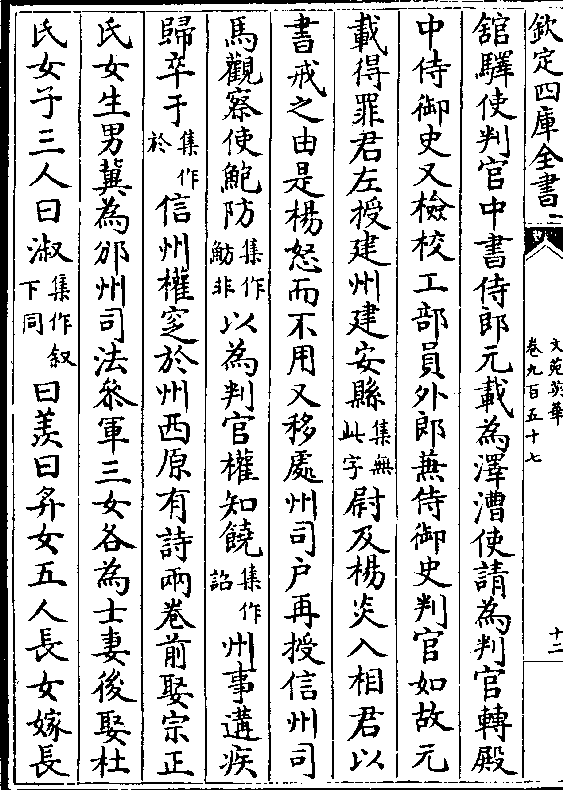 欽定四庫全書
文苑英華
卷九百五十七
十二
舘驛使判官中書侍郎元載為澤漕使請為判官轉殿
中侍御史又檢校工部員外郎兼侍御史判官如故元
載得罪君左授建州建安縣集無此字尉及楊炎入相君以
書戒之由是楊怒而不用又移處州司户再授信州司
馬觀察使鮑防集作魴非以為判官權知饒集作詔州事遘疾
歸卒于集作於信州權窆於州西原有詩兩卷前娶宗正
氏女生男冀為邠州司法叅軍三女各為士妻後娶杜
氏女子三人曰淑集作叙下同曰羨曰昇女五人長女嫁長